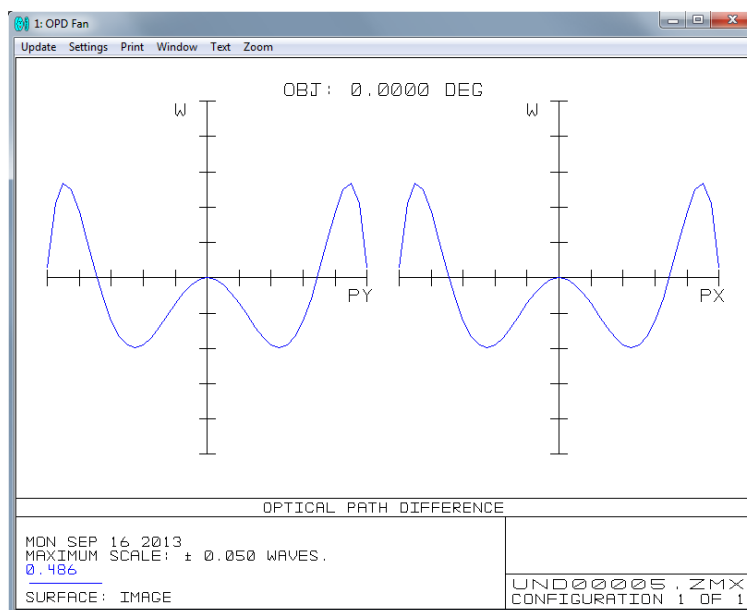 1: OPD Fan
Update Settings Print Window Text Zoom
OBJ: 0.0000 DEG
W W
PY PX
OPTICAL PATH DIFFERENCE
MON SEP 16 2013
MAXIMUM SCALE: ± 0.050 WAVES.
0.486
SURFACE: IMAGE
UND00005.ZMX
CONFIGURATION 1 OF 1